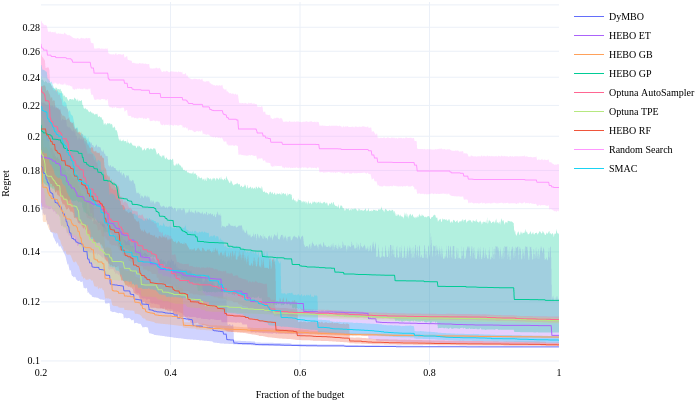 0.28
0.26
0.24
0.22
0.2
0.18
0.16
0.14
0.12
0.1
Regret
0.2
0.4
0.6
0.8
1
Fraction of the budget
DyMBO
HEBO ET
HEBO GB
HEBO GP
Optuna AutoSampler
Optuna TPE
HEBO RF
Random Search
SMAC